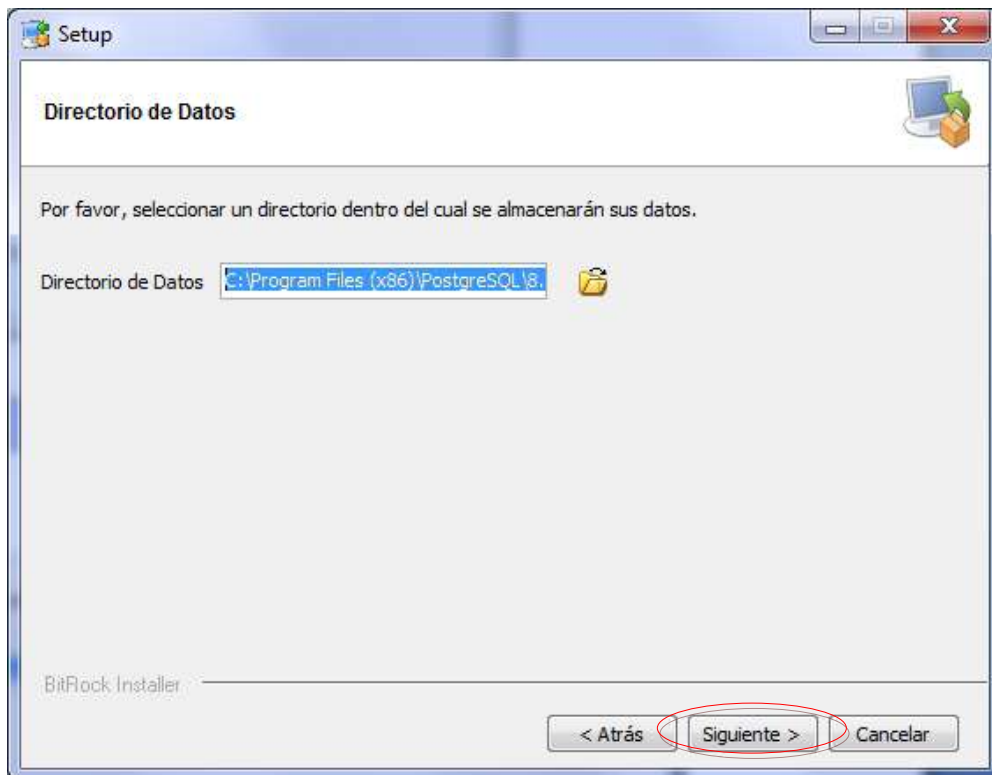 Setup
Directorio de Datos
Por favor, seleccionar un directorio dentro del cual se almacenarán sus datos.
Directorio de Datos C:\Program Files (x86)\PostgreSQL\8.
BitRock Installer
< Atrás Siguiente > Cancelar